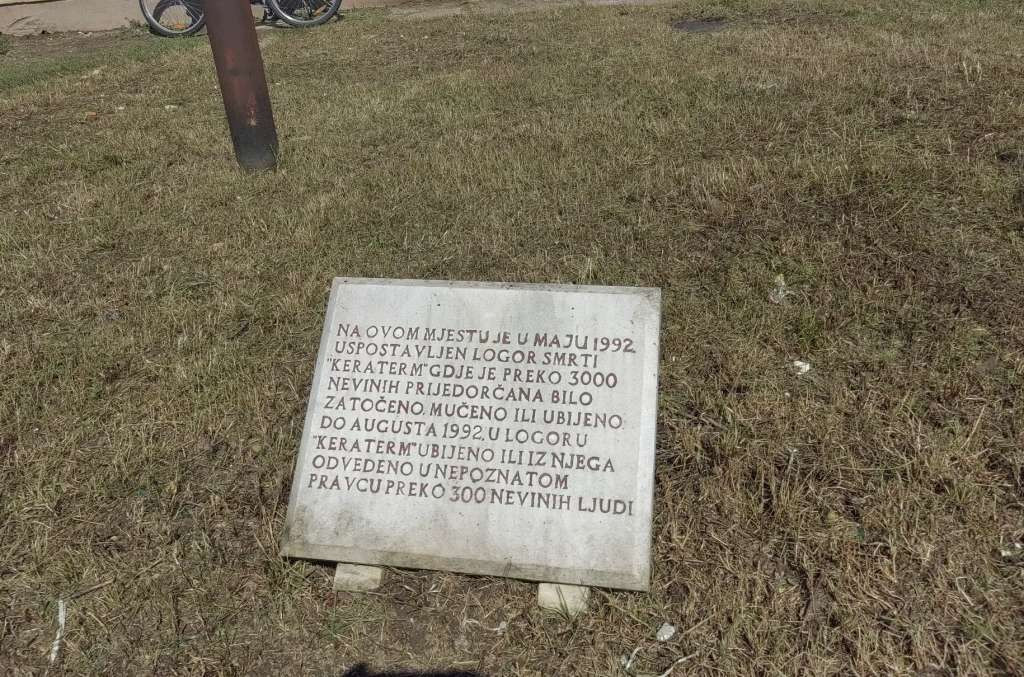 NA OVOM MJESTU JE U MAJU 1992.
USPOSTAVLJEN LOGOR SMRTI
"KERATERM" GDJE JE PREKO 3000
NEVINIH PRIJEDORČANA BILO
ZATOČENO, MUČENO ILI UBIJENO.
DO AUGUSTA 1992. U LOGORU
"KERATERM" UBIJENO ILI IZ NJEGA
ODVEDENO U NEPOZNATOM
PRAVCU PREKO 300 NEVINIH LJUDI